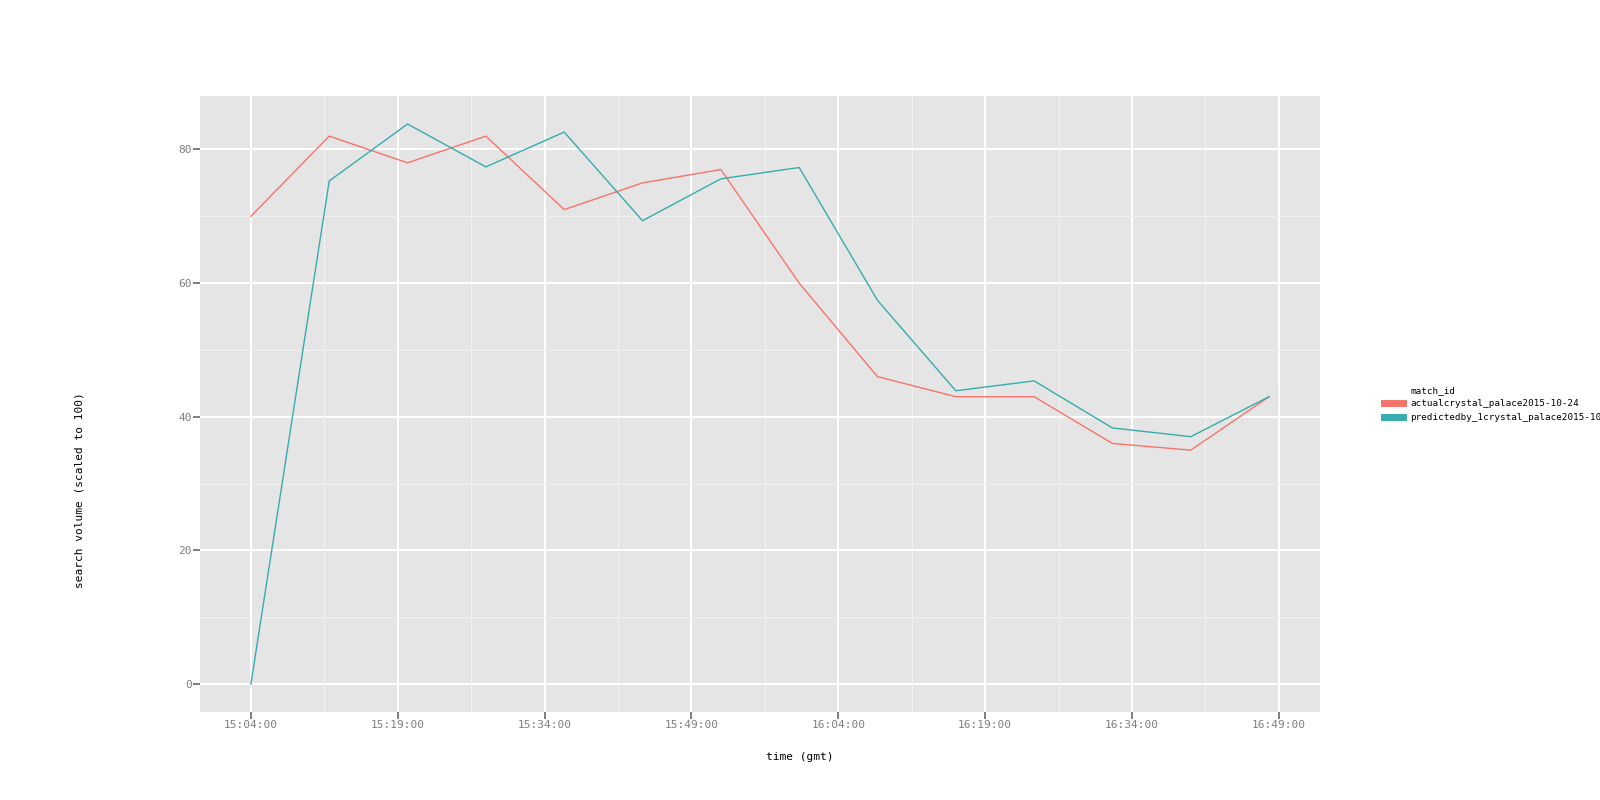 80
60
40
20
0
search volume (scaled to 100)
15:04:00 15:19:00 15:34:00 15:49:00 16:04:00 16:19:00 16:34:00 16:49:00
time (gmt)
match_id
actualcrystal_palace2015-10-24
predictedby_1crystal_palace2015-10